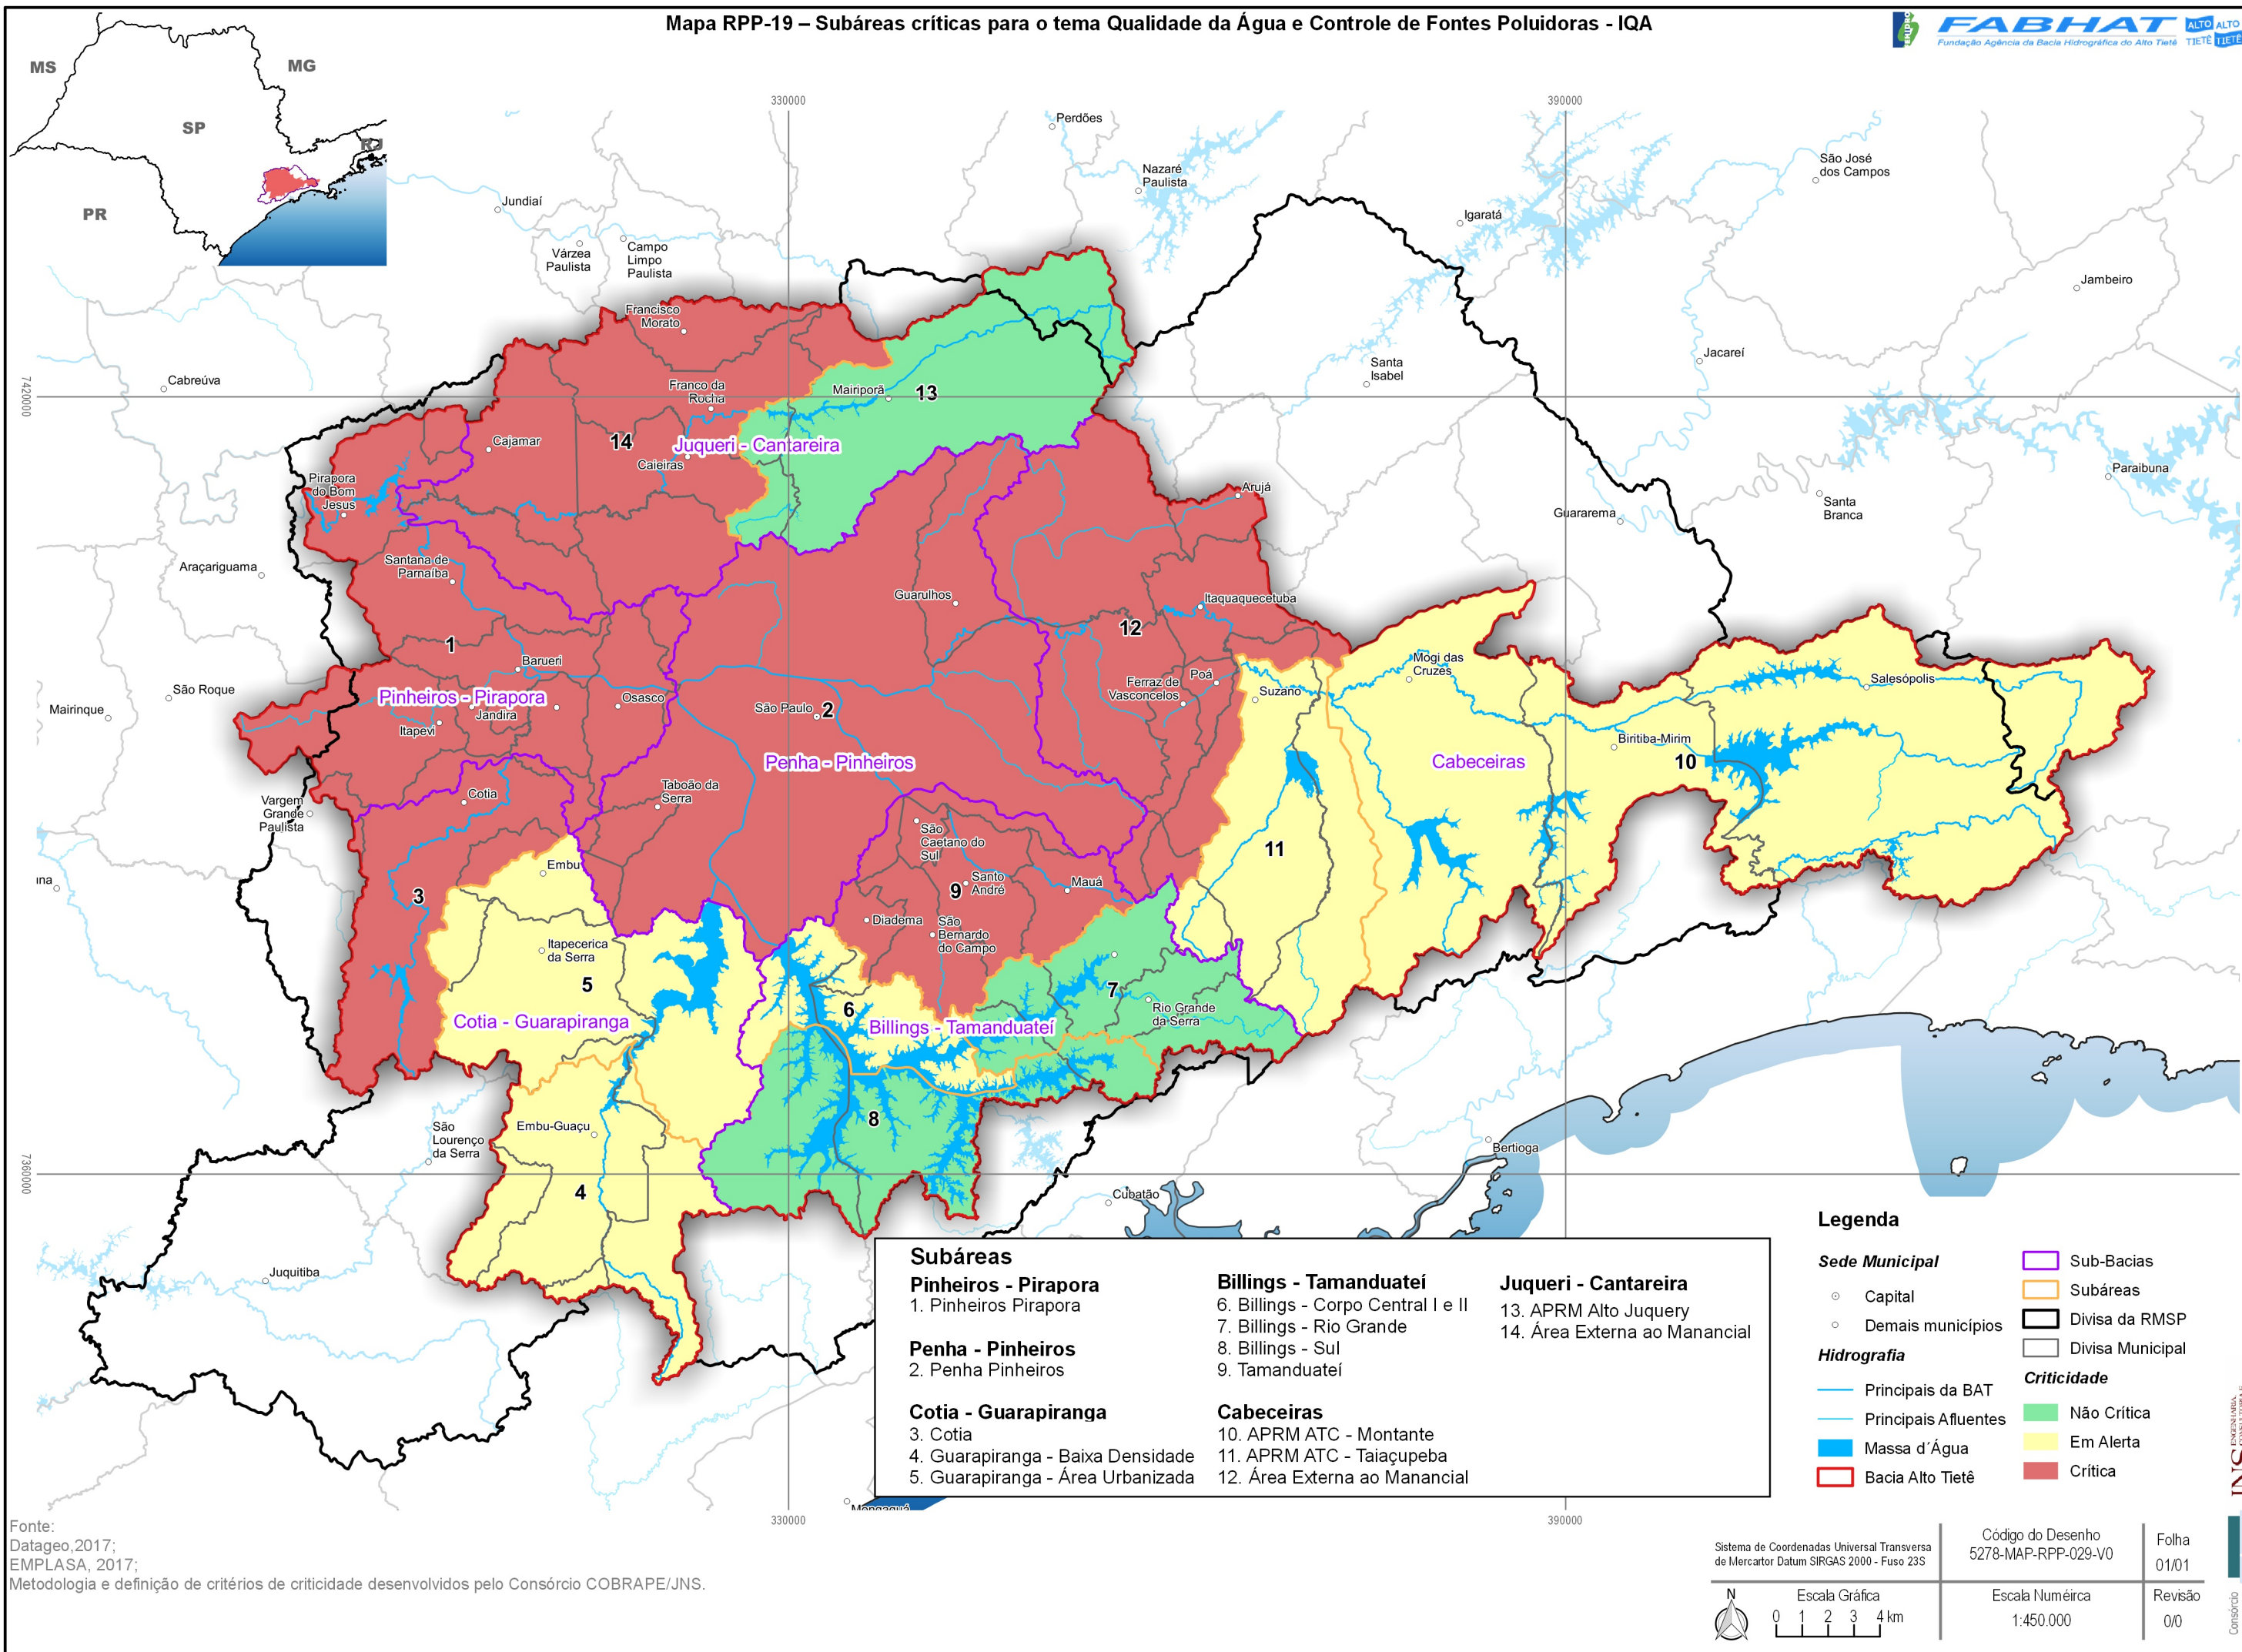 Mapa RPP-19 – Subáreas críticas para o tema Qualidade da Água e Controle de Fontes Poluidoras - IQA
FABHAT
Fundação Agência da Bacia Hidrográfica do Alto Tietê
ALTO
TIETÊ
ALTO
TIETÊ
MS
MG
SP
RJ
PR
330000
390000
7420000
7360000
Perdões
Nazaré
Paulista
São José
dos Campos
Igaratá
Jundiaí
Várzea
Paulista
Campo
Limpo
Paulista
Jambeiro
Francisco
Morato
Jacareí
Santa
Isabel
Cabreúva
Franco da
Rocha
Mairiporã
13
Cajamar
14
Juqueri - Cantareira
Caieiras
Pirapora
do Bom
Jesus
Arujá
Paraibuna
Santa
Branca
Guararema
Araçariguama
Santana de
Parnaíba
Guarulhos
Itaquaquecetuba
12
1
Barueri
Mogi das
Cruzes
São Roque
Pinheiros - Pirapora
Osasco
Ferraz de
Vasconcelos
Poá
Suzano
Salesópolis
Mairinque
Jandira
Itapevi
São Paulo
2
Biritiba-Mirim
Penha - Pinheiros
Cabeceiras
10
Taboão da
Serra
Cotia
Vargem
Grande
Paulista
São
Caetano do
Sul
11
Embu
3
9
Santo
André
Mauá
Diadema
São
Bernardo
do Campo
Itapecerica
da Serra
5
7
6
Rio Grande
da Serra
Cotia - Guarapiranga
Billings - Tamanduateí
8
Embu-Guaçu
São
Lourenço
da Serra
Bertioga
4
Cubatão
Juquitiba
Mongaguá
330000
390000
Subáreas
Pinheiros - Pirapora
1. Pinheiros Pirapora
Penha - Pinheiros
2. Penha Pinheiros
Cotia - Guarapiranga
3. Cotia
4. Guarapiranga - Baixa Densidade
5. Guarapiranga - Área Urbanizada
Billings - Tamanduateí
6. Billings - Corpo Central I e II
7. Billings - Rio Grande
8. Billings - Sul
9. Tamanduateí
Cabeceiras
10. APRM ATC - Montante
11. APRM ATC - Taiaçupeba
12. Área Externa ao Manancial
Juqueri - Cantareira
13. APRM Alto Juquery
14. Área Externa ao Manancial
Legenda
Sede Municipal
Capital
Demais municípios
Hidrografia
Principais da BAT
Principais Afluentes
Massa d´Água
Bacia Alto Tietê
Sub-Bacias
Subáreas
Divisa da RMSP
Divisa Municipal
Criticidade
Não Crítica
Em Alerta
Crítica
Fonte:
Datageo,2017;
EMPLASA, 2017;
Metodologia e definição de critérios de criticidade desenvolvidos pelo Consórcio COBRAPE/JNS.
Sistema de Coordenadas Universal Transversa
de Mercartor Datum SIRGAS 2000 - Fuso 23S
Código do Desenho
5278-MAP-RPP-029-V0
Folha
01/01
N
Escala Gráfica
0 1 2 3 4 km
Escala Numéirca
1:450.000
Revisão
0/0
Consórcio
JNS